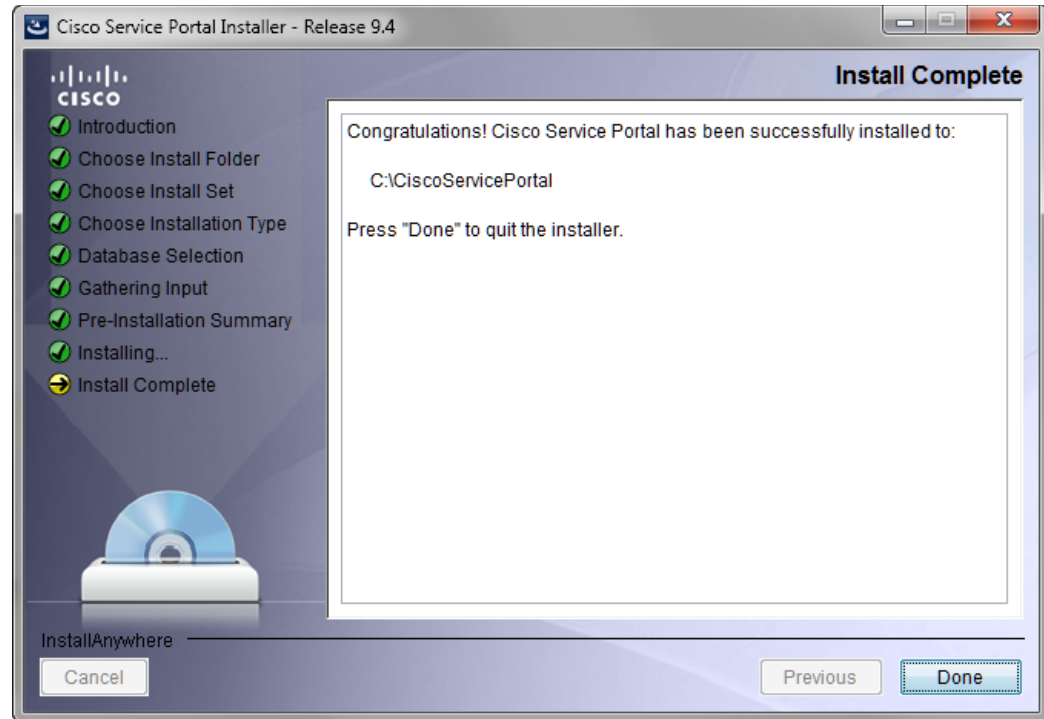 Cisco Service Portal Installer - Release 9.4
CISCO
Install Complete
Introduction
Choose Install Folder
Choose Install Set
Choose Installation Type
Database Selection
Gathering Input
Pre-Installation Summary
Installing...
Install Complete
Congratulations! Cisco Service Portal has been successfully installed to:
C:\CiscoServicePortal
Press "Done" to quit the installer.
InstallAnywhere
Cancel
Previous
Done